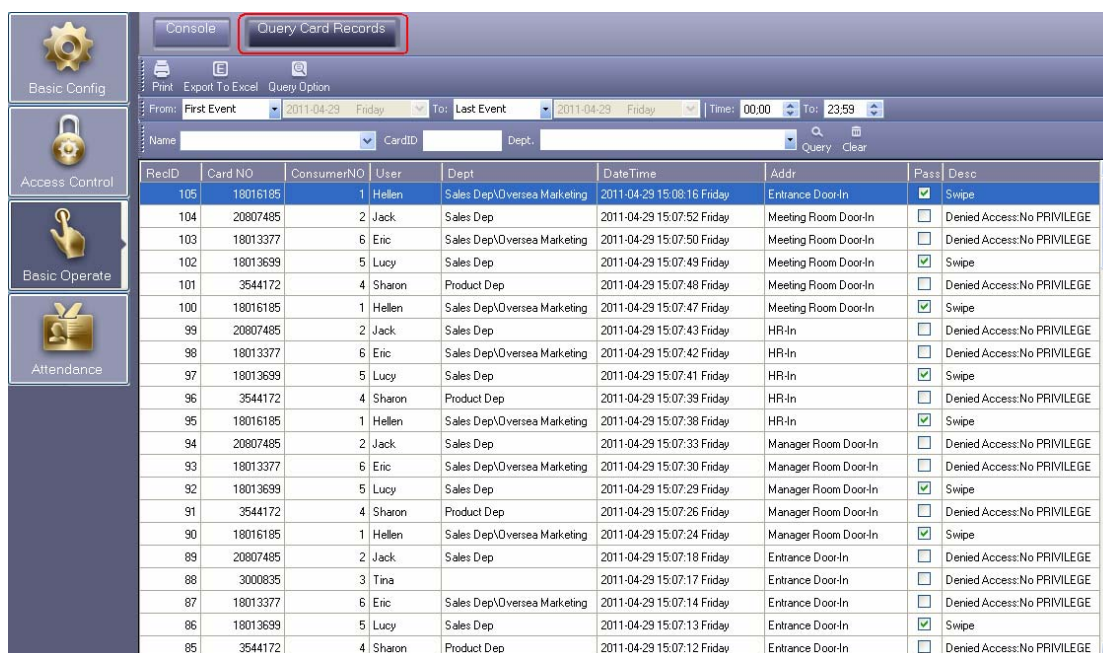 Console Query Card Records
Basic Config
Print Export To Excel Query Option
From: First Event 2011-04-29 Friday To: Last Event 2011-04-29 Friday Time: 00:00 To: 23:59
Name CardID Dept. Query Clear
Access Control
Basic Operate
Attendance
RecID Card NO ConsumerNO User Dept DateTime Addr Pass Desc
105 18016185 1 Hellen Sales Dep\Oversea Marketing 2011-04-29 15:08:16 Friday Entrance Door-In Swipe
104 20807485 2 Jack Sales Dep 2011-04-29 15:07:52 Friday Meeting Room Door-In Denied Access:No PRIVILEGE
103 18013377 6 Eric Sales Dep\Oversea Marketing 2011-04-29 15:07:50 Friday Meeting Room Door-In Denied Access:No PRIVILEGE
102 18013699 5 Lucy Sales Dep 2011-04-29 15:07:49 Friday Meeting Room Door-In Swipe
101 3544172 4 Sharon Product Dep 2011-04-29 15:07:48 Friday Meeting Room Door-In Denied Access:No PRIVILEGE
100 18016185 1 Hellen Sales Dep\Oversea Marketing 2011-04-29 15:07:47 Friday Meeting Room Door-In Swipe
99 20807485 2 Jack Sales Dep 2011-04-29 15:07:43 Friday HR-In Denied Access:No PRIVILEGE
98 18013377 6 Eric Sales Dep\Oversea Marketing 2011-04-29 15:07:42 Friday HR-In Denied Access:No PRIVILEGE
97 18013699 5 Lucy Sales Dep 2011-04-29 15:07:41 Friday HR-In Swipe
96 3544172 4 Sharon Product Dep 2011-04-29 15:07:39 Friday HR-In Denied Access:No PRIVILEGE
95 18016185 1 Hellen Sales Dep\Oversea Marketing 2011-04-29 15:07:38 Friday HR-In Swipe
94 20807485 2 Jack Sales Dep 2011-04-29 15:07:33 Friday Manager Room Door-In Denied Access:No PRIVILEGE
93 18013377 6 Eric Sales Dep\Oversea Marketing 2011-04-29 15:07:30 Friday Manager Room Door-In Denied Access:No PRIVILEGE
92 18013699 5 Lucy Sales Dep 2011-04-29 15:07:29 Friday Manager Room Door-In Swipe
91 3544172 4 Sharon Product Dep 2011-04-29 15:07:26 Friday Manager Room Door-In Denied Access:No PRIVILEGE
90 18016185 1 Hellen Sales Dep\Oversea Marketing 2011-04-29 15:07:24 Friday Manager Room Door-In Swipe
89 20807485 2 Jack Sales Dep 2011-04-29 15:07:18 Friday Entrance Door-In Denied Access:No PRIVILEGE
88 3000835 3 Tina 2011-04-29 15:07:17 Friday Entrance Door-In Denied Access:No PRIVILEGE
87 18013377 6 Eric Sales Dep\Oversea Marketing 2011-04-29 15:07:14 Friday Entrance Door-In Denied Access:No PRIVILEGE
86 18013699 5 Lucy Sales Dep 2011-04-29 15:07:13 Friday Entrance Door-In Swipe
85 3544172 4 Sharon Product Dep 2011-04-29 15:07:12 Friday Entrance Door-In Denied Access:No PRIVILEGE